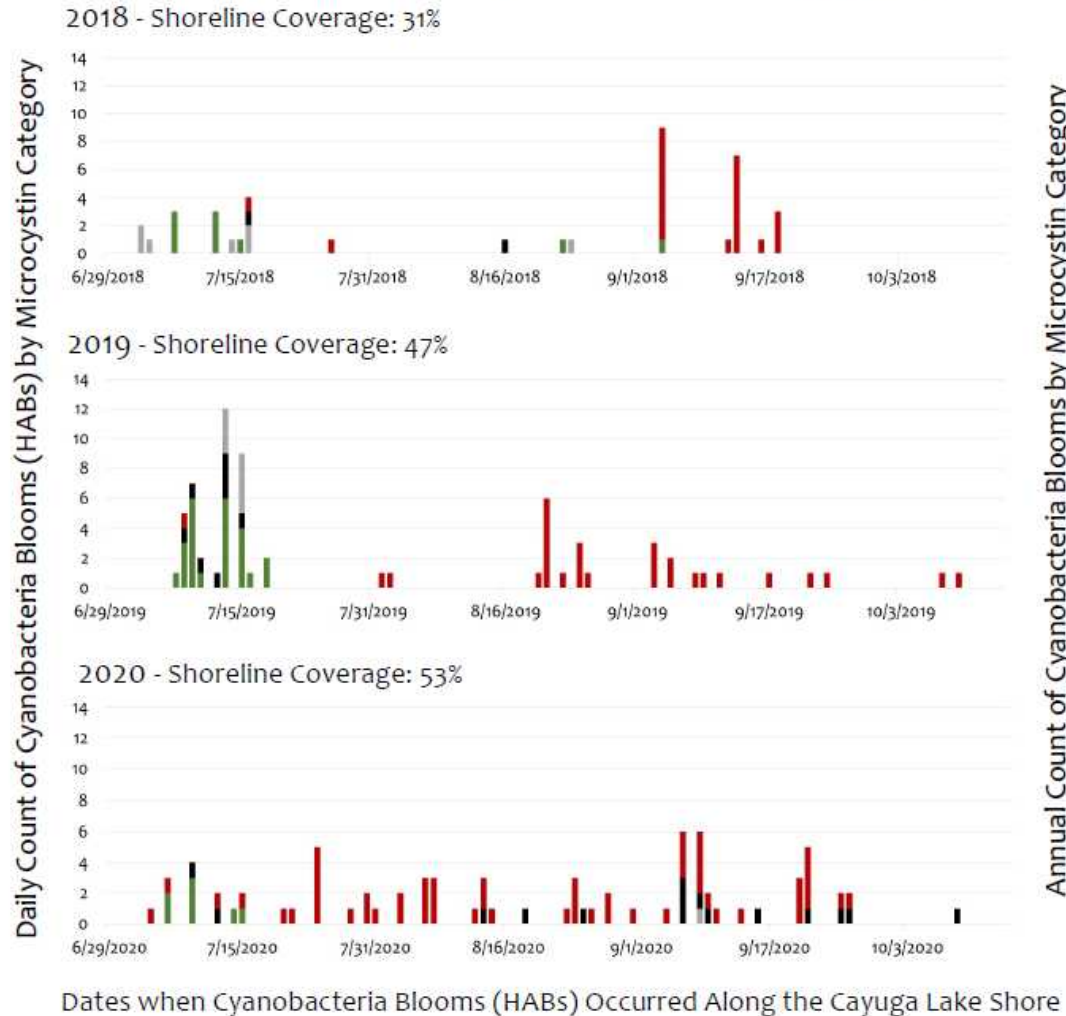 2018 - Shoreline Coverage: 31%
14
12
10
8
6
4
2
0
6/29/2018 7/15/2018 7/31/2018 8/16/2018 9/1/2018 9/17/2018 10/3/2018
2019 - Shoreline Coverage: 47%
14
12
10
8
6
4
2
0
6/29/2019 7/15/2019 7/31/2019 8/16/2019 9/1/2019 9/17/2019 10/3/2019
2020 - Shoreline Coverage: 53%
14
12
10
8
6
4
2
0
6/29/2020 7/15/2020 7/31/2020 8/16/2020 9/1/2020 9/17/2020 10/3/2020
Daily Count of Cyanobacteria Blooms (HABs) by Microcystin Category
Annual Count of Cyanobacteria Blooms by Microcystin Category
Dates when Cyanobacteria Blooms (HABs) Occurred Along the Cayuga Lake Shore